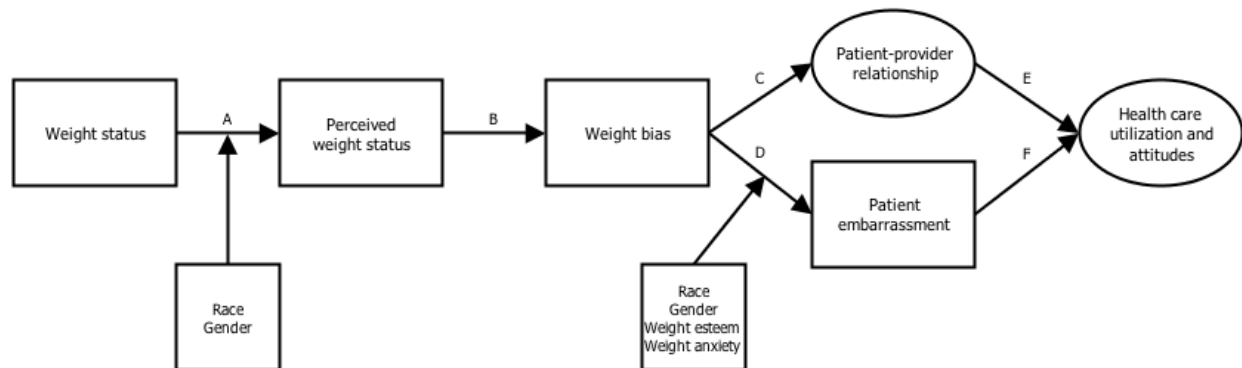 Weight status
A
Perceived
weight status
B
Weight bias
C
Patient-provider
relationship
E
Health care
utilization and
attitudes
D
F
Patient
embarrassment
Race
Gender
Race
Gender
Weight esteem
Weight anxiety